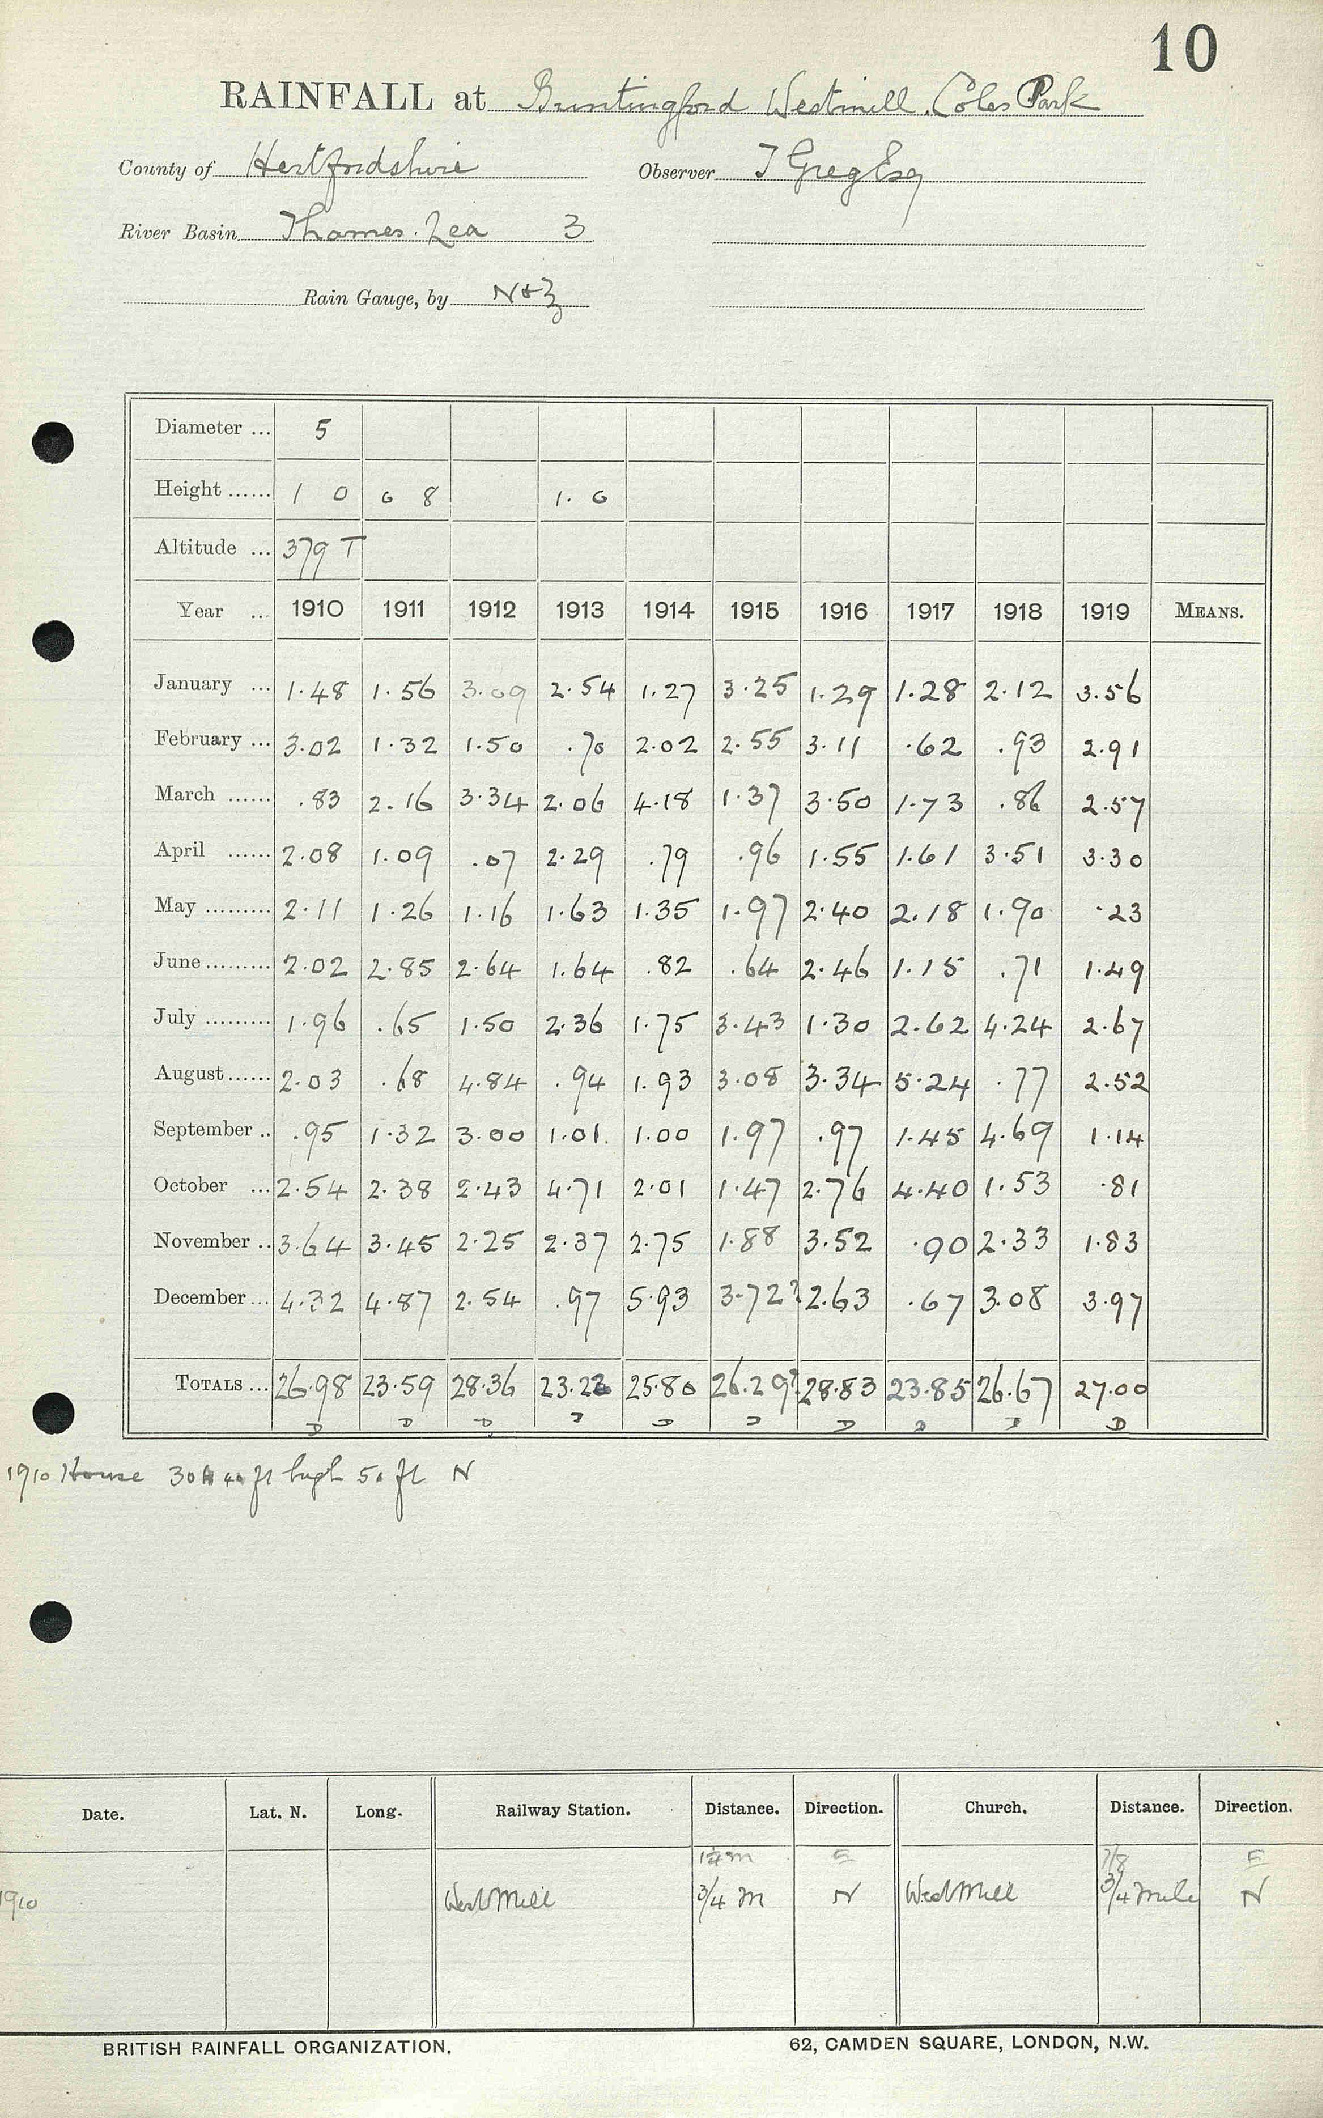 10
RAINFALL at Buntingford Westmill. Coles Park
County of Hertfordshire Observer T Greg Esq
River Basin Thames. Lea 3
Rain Gauge, by N+Z
Diameter ... 5
Height ...... 1 0 0 8 1. 0
Altitude ... 379 T
Year ... 1910 1911 1912 1913 1914 1915 1916 1917 1918 1919 MEANS.
January ... 1.48 1.56 3.09 2.54 1.27 3.25 1.29 1.28 2.12 3.56
February ... 3.02 1.32 1.50 .70 2.02 2.55 3.11 .62 .93 2.91
March ...... .83 2.16 3.34 2.06 4.18 1.37 3.50 1.73 .86 2.57
April ...... 2.08 1.09 .07 2.29 .79 .96 1.55 1.61 3.51 3.30
May ......... 2.11 1.26 1.16 1.63 1.35 1.97 2.40 2.18 1.90 .23
June ......... 2.02 2.85 2.64 1.64 .82 .64 2.46 1.15 .71 1.49
July ......... 1.96 .65 1.50 2.36 1.75 3.43 1.30 2.62 4.24 2.67
August ...... 2.03 .68 4.84 .94 1.93 3.08 3.34 5.24 .77 2.52
September .. .95 1.32 3.00 1.01 1.00 1.97 .97 1.45 4.69 1.14
October ... 2.54 2.38 2.43 4.71 2.01 1.47 2.76 4.40 1.53 .81
November .. 3.64 3.45 2.25 2.37 2.75 1.88 3.52 .90 2.33 1.83
December ... 4.32 4.87 2.54 .97 5.93 3.72? 2.63 .67 3.08 3.97
TOTALS ... 26.98 23.59 28.36 23.22 25.80 26.29? 28.83 23.85 26.67 27.00
D D D D D D D D D D
1910 House 30 ft high 50 ft N
Date. Lat. N. Long. Railway Station. Distance. Direction. Church. Distance. Direction.
1¼ m E 7/8 E
1910 West Mill 3/4 m N West Mill 3/4 mile N
BRITISH RAINFALL ORGANIZATION. 62, CAMDEN SQUARE, LONDON, N.W.